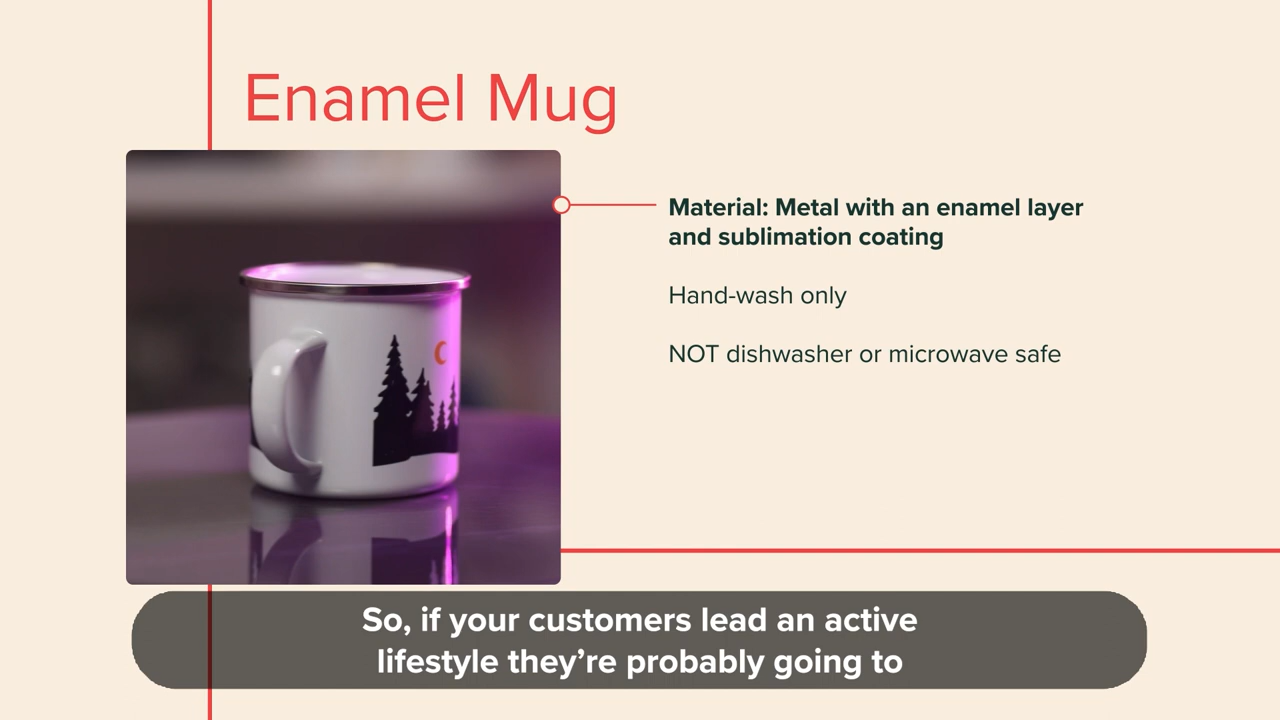 Enamel Mug
Material: Metal with an enamel layer
and sublimation coating
Hand-wash only
NOT dishwasher or microwave safe
So, if your customers lead an active
lifestyle they’re probably going to